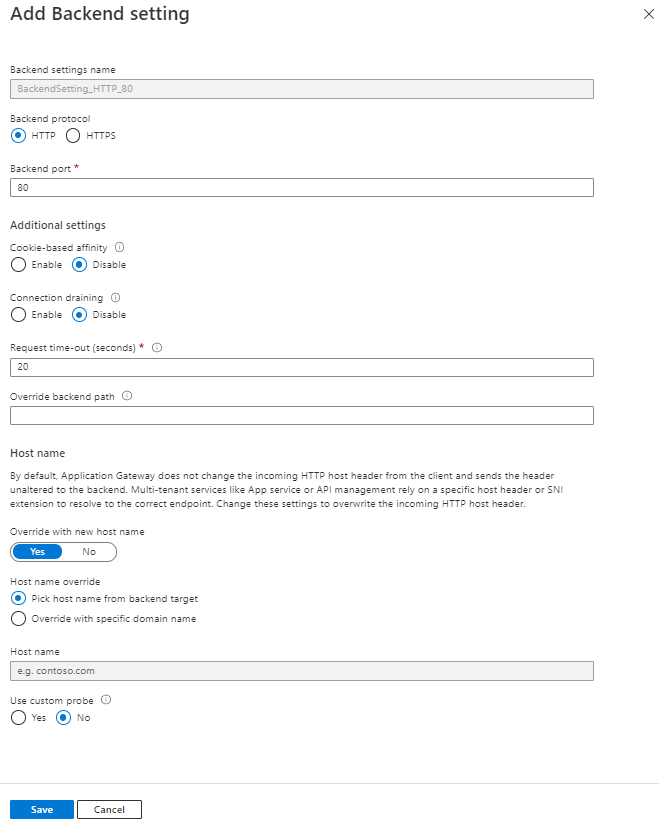 Add Backend setting
Backend settings name
BackendSetting_HTTP_80
Backend protocol
HTTP HTTPS
Backend port *
80
Additional settings
Cookie-based affinity
Enable Disable
Connection draining
Enable Disable
Request time-out (seconds) *
20
Override backend path
Host name
By default, Application Gateway does not change the incoming HTTP host header from the client and sends the header
unaltered to the backend. Multi-tenant services like App service or API management rely on a specific host header or SNI
extension to resolve to the correct endpoint. Change these settings to overwrite the incoming HTTP host header.
Override with new host name
Yes No
Host name override
Pick host name from backend target
Override with specific domain name
Host name
e.g. contoso.com
Use custom probe
Yes No
Save Cancel